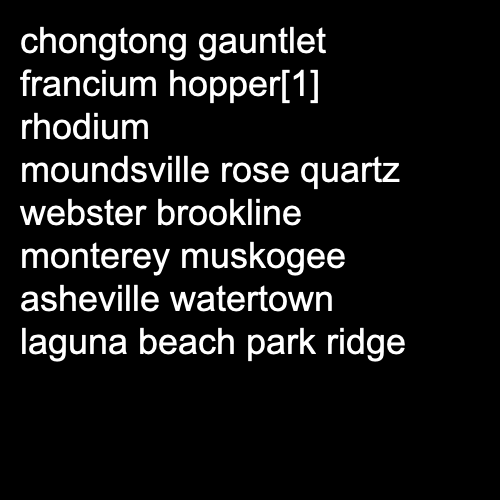 chongtong gauntlet
francium hopper[1]
rhodium
moundsville rose quartz
webster brookline
monterey muskogee
asheville watertown
laguna beach park ridge